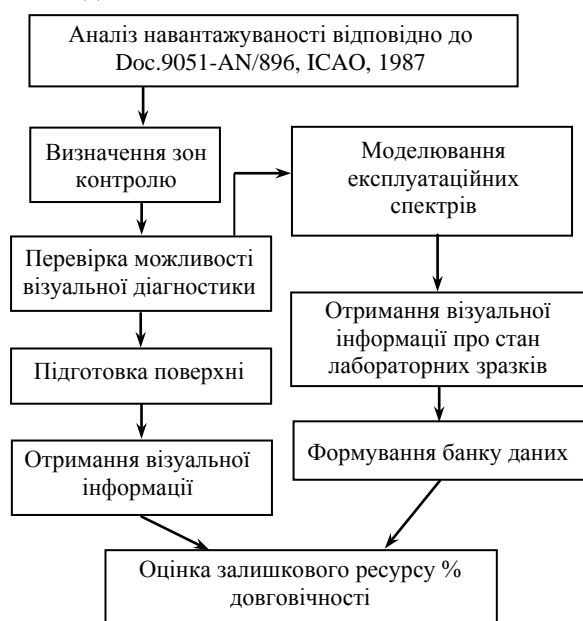 Аналіз навантажуваності відповідно до
Doc.9051-AN/896, ICAO, 1987
Визначення зон
контролю
Перевірка можливості
візуальної діагностики
Підготовка поверхні
Отримання візуальної
інформації
Моделювання
експлуатаційних
спектрів
Отримання візуальної
інформації про стан
лабораторних зразків
Формування банку даних
Оцінка залишкового ресурсу %
довговічності